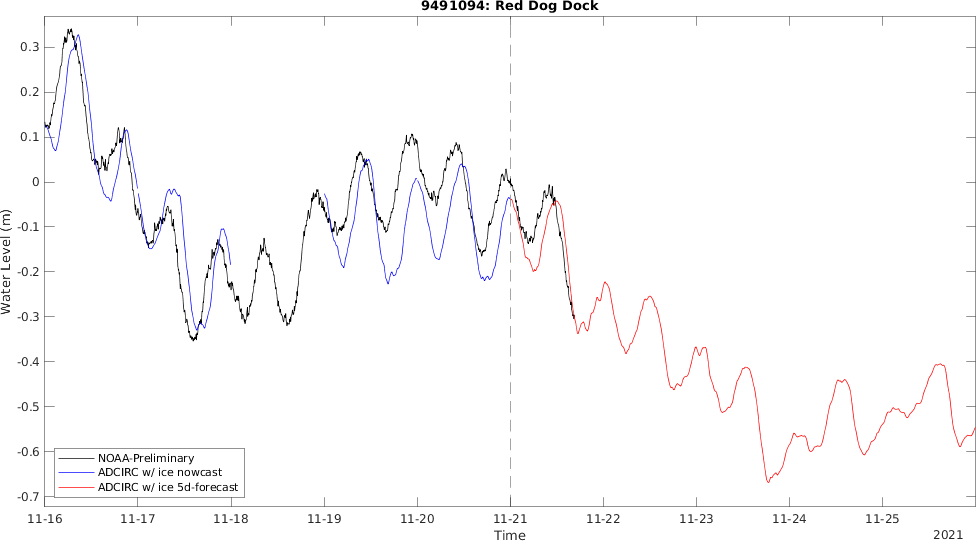 9491094: Red Dog Dock
Water Level (m)
0.3
0.2
0.1
0
-0.1
-0.2
-0.3
-0.4
-0.5
-0.6
-0.7
NOAA-Preliminary
ADCIRC w/ ice nowcast
ADCIRC w/ ice 5d-forecast
11-16 11-17 11-18 11-19 11-20 11-21 11-22 11-23 11-24 11-25
Time
2021